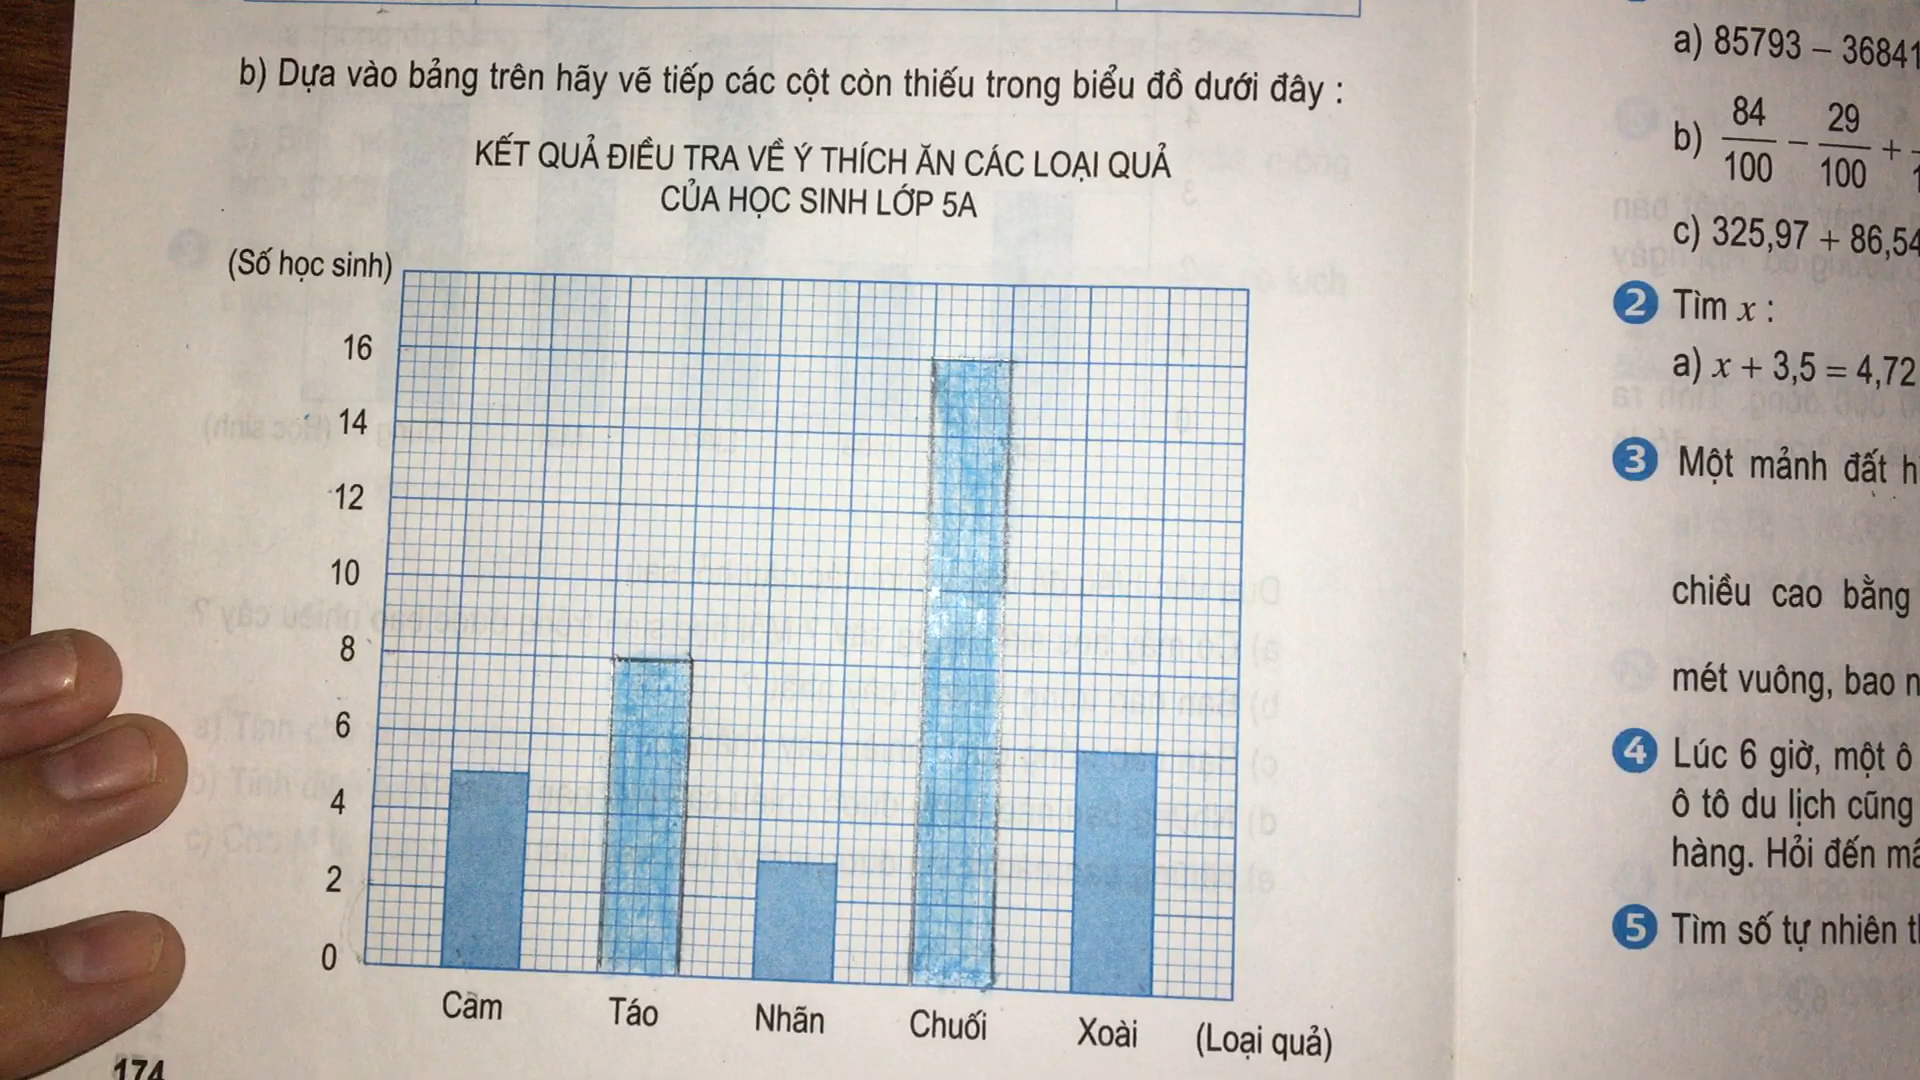 b) Dựa vào bảng trên hãy vẽ tiếp các cột còn thiếu trong biểu đồ dưới đây :
KẾT QUẢ ĐIỀU TRA VỀ Ý THÍCH ĂN CÁC LOẠI QUẢ
CỦA HỌC SINH LỚP 5A
(Số học sinh)
16
14
12
10
8
6
4
2
0
Cam Táo Nhãn Chuối Xoài (Loại quả)
174
a) 85793 – 36841
b) 84/100 – 29/100 +
c) 325,97 + 86,54
2 Tìm x :
a) x + 3,5 = 4,72
3 Một mảnh đất h
chiều cao bằng
mét vuông, bao n
4 Lúc 6 giờ, một ô
ô tô du lịch cũng
hàng. Hỏi đến
5 Tìm số tự nhiên